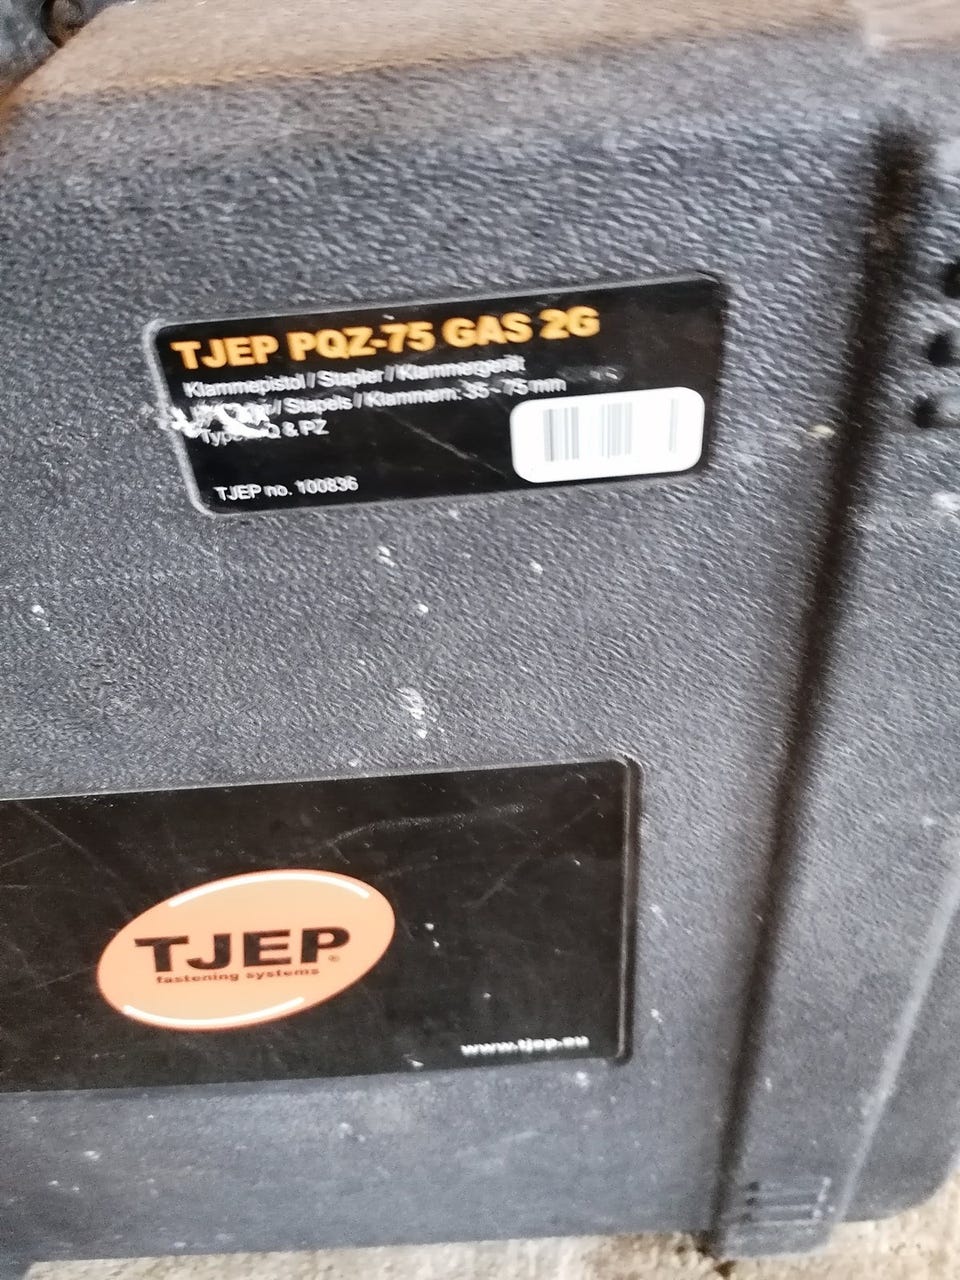 TJEP PQZ-75 GAS 2G
Klammepistol / Stapler / Klammergerät
/ Stapels / Klammern: 35 - 75 mm
& PZ
TJEP no. 100836
TJEP®
fastening systems
www.tjep.eu